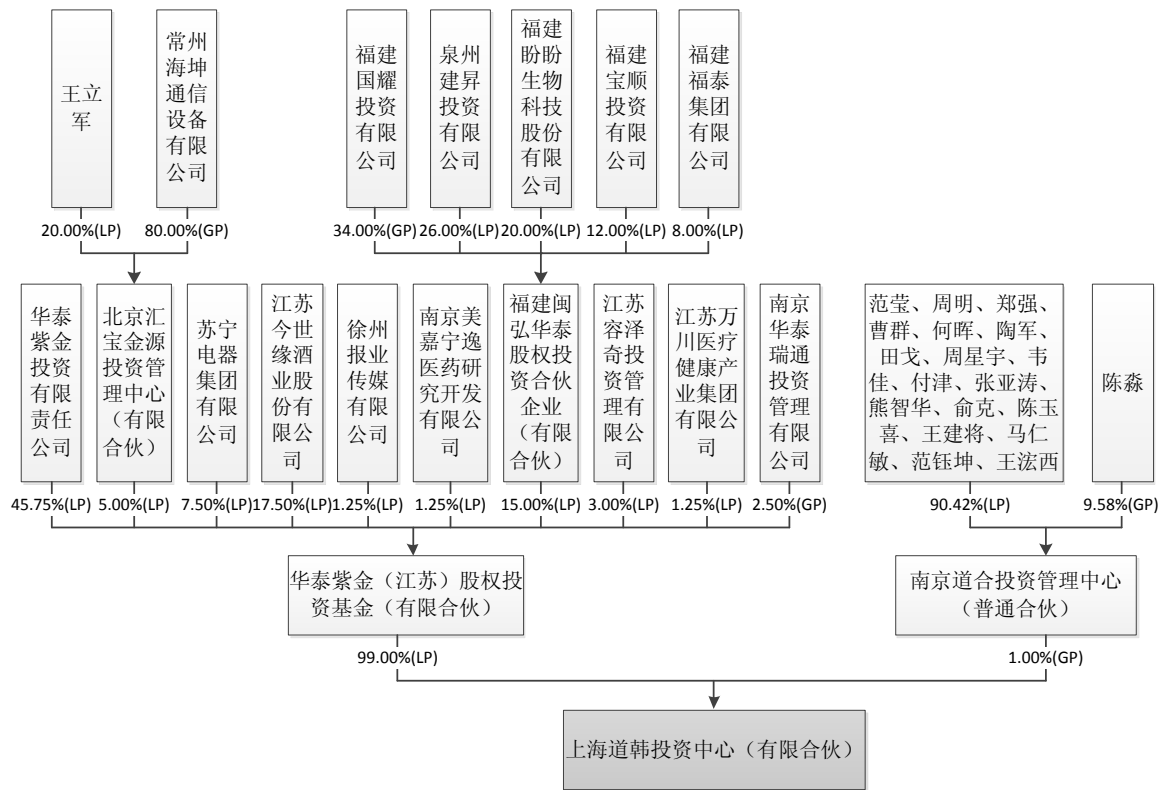 王立
军
常州
海坤
通信
设备
有限
公司
福建
国耀
投资
有限
公司
泉州
建昇
投资
有限
公司
福建
盼盼
生物
科技
股份
有限
公司
福建
宝顺
投资
有限
公司
福建
福泰
集团
有限
公司
20.00%(LP)
80.00%(GP)
34.00%(GP)
26.00%(LP)
20.00%(LP)
12.00%(LP)
8.00%(LP)
华泰
紫金
投资
有限
责任
公司
北京汇
宝金源
投资管
理中心
（有限
合伙）
苏宁
电器
集团
有限
公司
江苏
今世
缘酒
业股
份有
限公
司
徐州
报业
传媒
有限
公司
南京美
嘉宁逸
医药研
究开发
有限公
司
福建闽
弘华泰
股权投
资合伙
企业
（有限
合伙）
江苏
容泽
奇投
资管
理有
限公
司
江苏万
川医疗
健康产
业集团
有限公
司
南京
华泰
瑞通
投资
管理
有限
公司
范莹、周明、郑强、
曹群、何晖、陶军、
田戈、周星宇、韦
佳、付津、张亚涛、
熊智华、俞克、陈玉
喜、王建将、马仁
敏、范钰坤、王浤西
陈淼
45.75%(LP)
5.00%(LP)
7.50%(LP)
17.50%(LP)
1.25%(LP)
1.25%(LP)
15.00%(LP)
3.00%(LP)
1.25%(LP)
2.50%(GP)
90.42%(LP)
9.58%(GP)
华泰紫金（江苏）股权投
资基金（有限合伙）
南京道合投资管理中心
（普通合伙）
99.00%(LP)
1.00%(GP)
上海道韩投资中心（有限合伙）